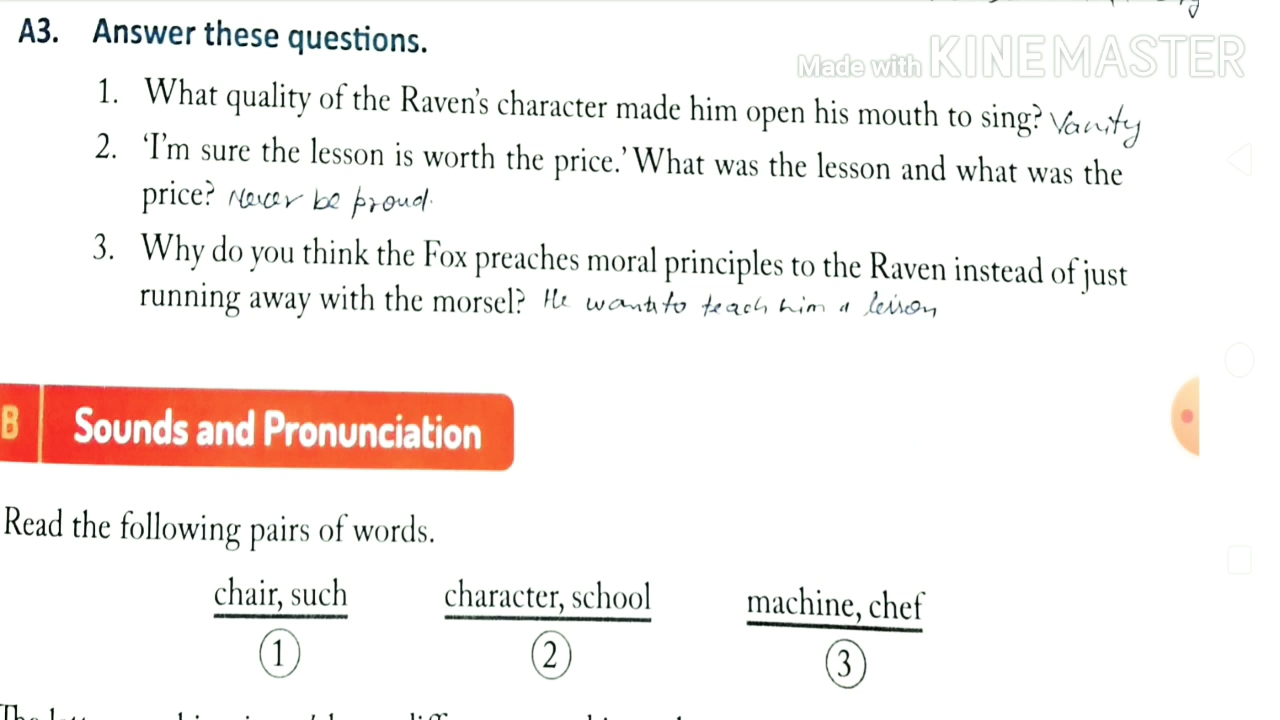 Made with KINEMASTER
A3. Answer these questions.
1. What quality of the Raven's character made him open his mouth to sing? Vanity
2. 'I'm sure the lesson is worth the price.' What was the lesson and what was the
price? Never be proud.
3. Why do you think the Fox preaches moral principles to the Raven instead of just
running away with the morsel? He wants to teach him a lesson
B Sounds and Pronunciation
Read the following pairs of words.
chair, such character, school machine, chef
1 2 3